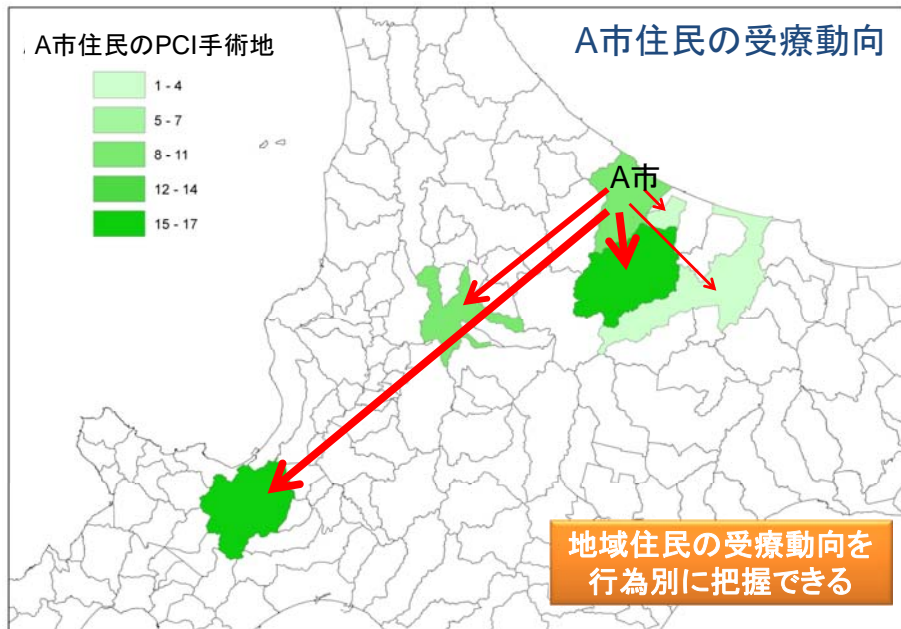 A市住民の受療動向
A市住民のPCI手術地
1 - 4
5 - 7
8 - 11
12 - 14
15 - 17
A市
地域住民の受療動向を
行為別に把握できる